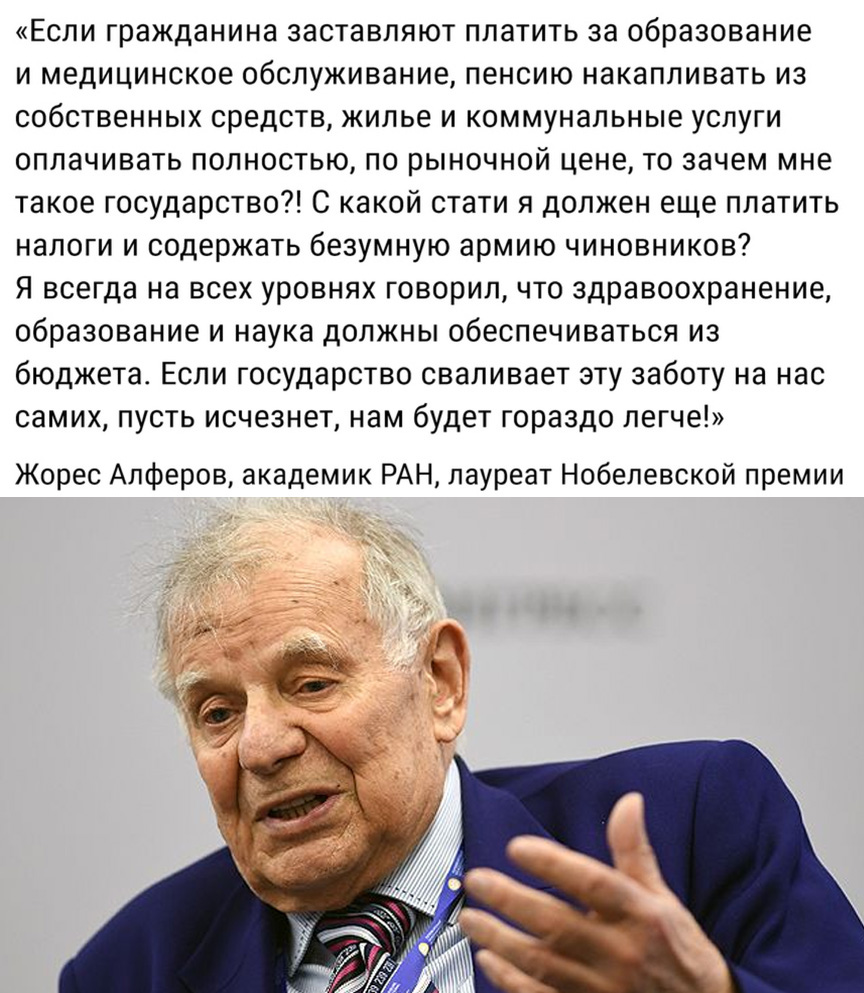 «Если гражданина заставляют платить за образование
и медицинское обслуживание, пенсию накапливать из
собственных средств, жилье и коммунальные услуги
оплачивать полностью, по рыночной цене, то зачем мне
такое государство?! С какой стати я должен еще платить
налоги и содержать безумную армию чиновников?
Я всегда на всех уровнях говорил, что здравоохранение,
образование и наука должны обеспечиваться из
бюджета. Если государство сваливает эту заботу на нас
самих, пусть исчезнет, нам будет гораздо легче!»
Жорес Алферов, академик РАН, лауреат Нобелевской премии